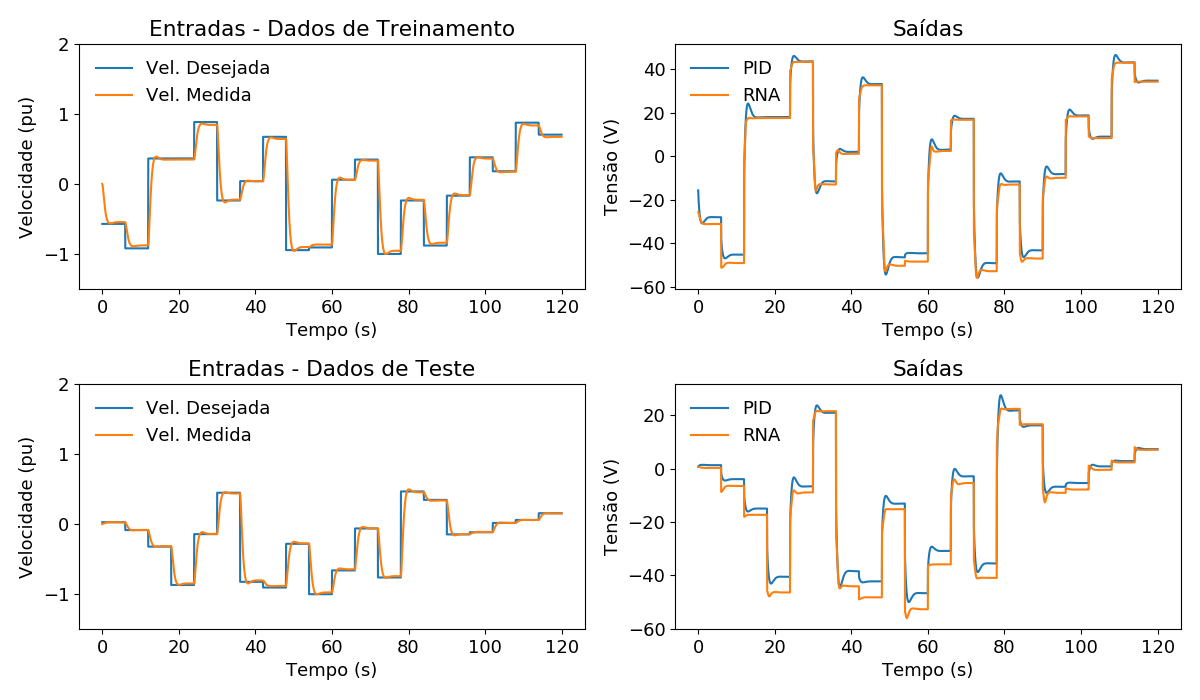 Entradas - Dados de Treinamento
2
1
0
−1
Velocidade (pu)
Vel. Desejada
Vel. Medida
0 20 40 60 80 100 120
Tempo (s)
Saídas
40
20
0
−20
−40
−60
Tensão (V)
PID
RNA
0 20 40 60 80 100 120
Tempo (s)
Entradas - Dados de Teste
2
1
0
−1
Velocidade (pu)
Vel. Desejada
Vel. Medida
0 20 40 60 80 100 120
Tempo (s)
Saídas
20
0
−20
−40
−60
Tensão (V)
PID
RNA
0 20 40 60 80 100 120
Tempo (s)